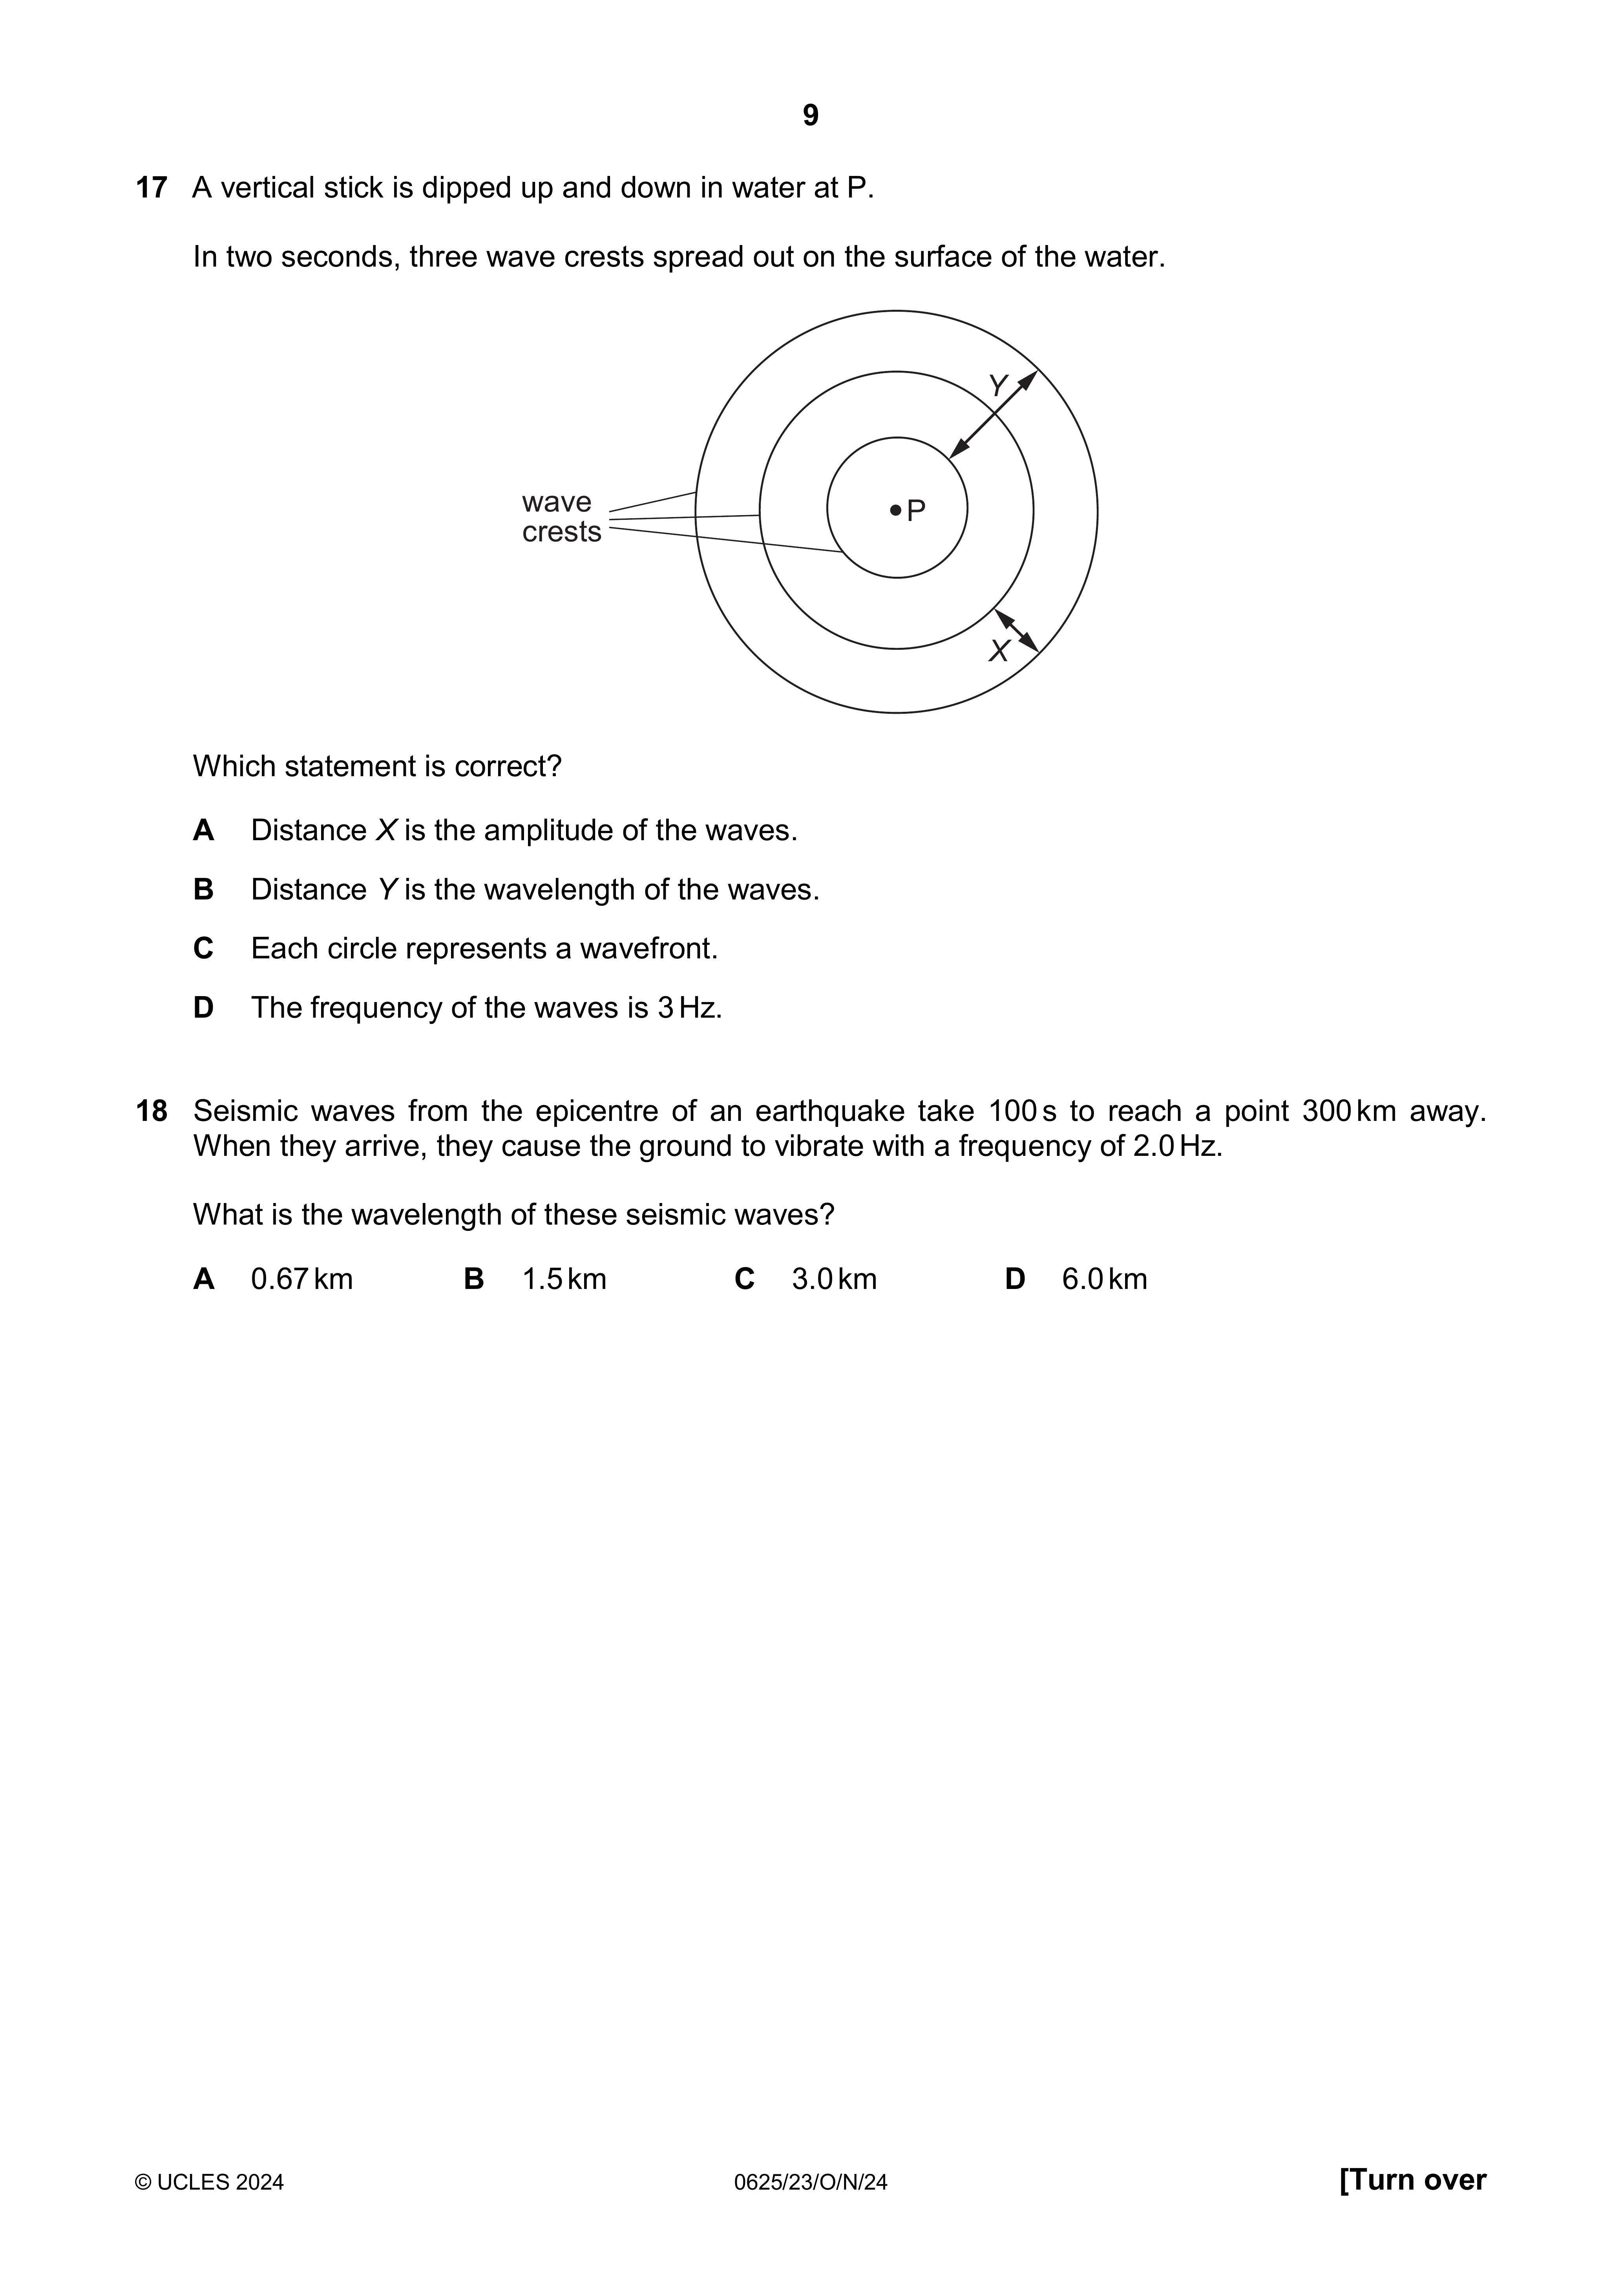 9
17 A vertical stick is dipped up and down in water at P.
In two seconds, three wave crests spread out on the surface of the water.
Y
wave
crests
P
X
Which statement is correct?
A Distance X is the amplitude of the waves.
B Distance Y is the wavelength of the waves.
C Each circle represents a wavefront.
D The frequency of the waves is 3 Hz.
18 Seismic waves from the epicentre of an earthquake take 100 s to reach a point 300 km away.
When they arrive, they cause the ground to vibrate with a frequency of 2.0 Hz.
What is the wavelength of these seismic waves?
A 0.67 km B 1.5 km C 3.0 km D 6.0 km
© UCLES 2024 0625/23/O/N/24 [Turn over